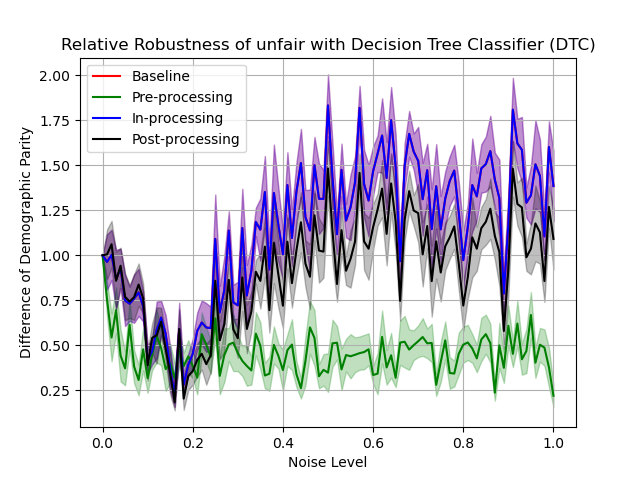 Relative Robustness of unfair with Decision Tree Classifier (DTC)
Difference of Demographic Parity
2.00
1.75
1.50
1.25
1.00
0.75
0.50
0.25
Baseline
Pre-processing
In-processing
Post-processing
0.0 0.2 0.4 0.6 0.8 1.0
Noise Level